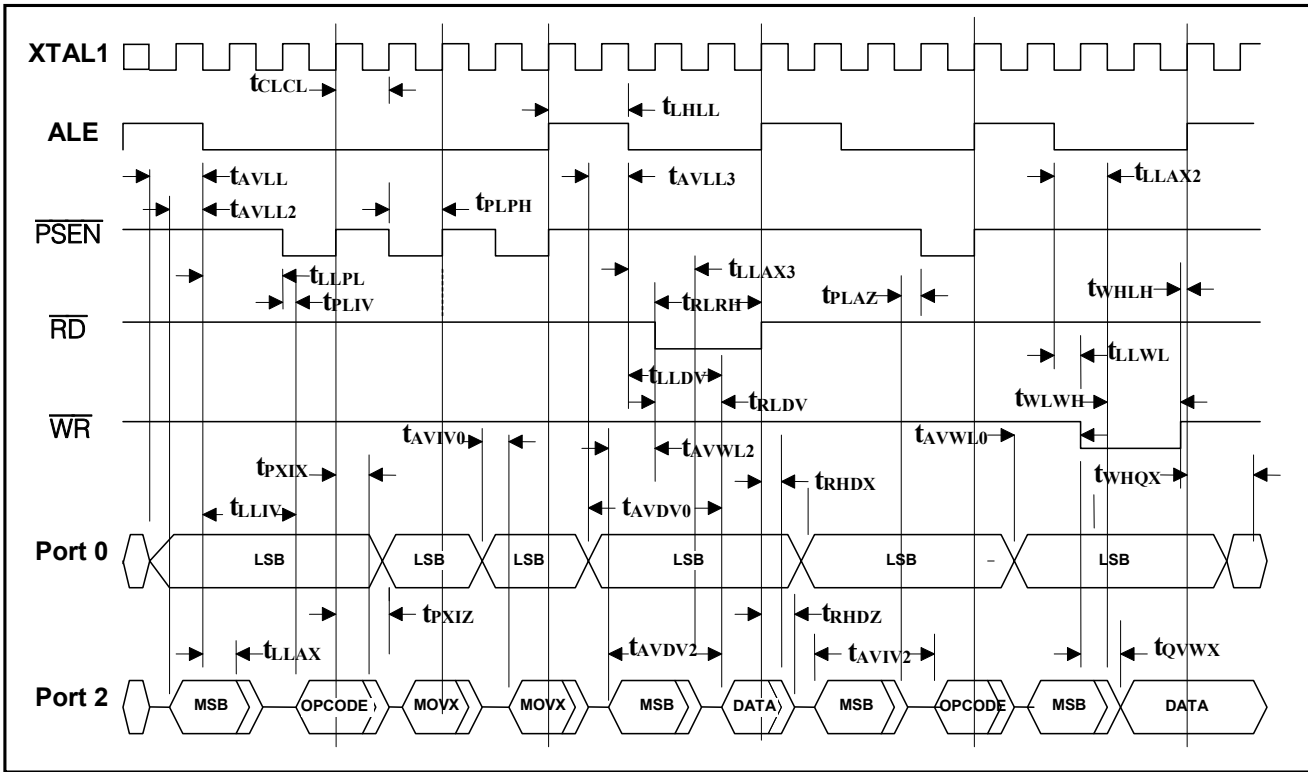 XTAL1
tCLCL
tLHLL
ALE
tAVLL
tAVLL3
tLLAX2
tAVLL2
tPLPH
PSEN
tLLPL
tLLAX3
tPLIV
tRLRH
tPLAZ
tWHLH
RD
tLLDV
tLLWL
tRLDV
tWLWH
WR
tAVIV0
tAVWL2
tAVWL0
tPXIX
tRHDX
tWHQX
tLLIV
tAVDV0
Port 0
LSB LSB LSB LSB LSB LSB
tPXIZ
tRHDZ
tLLAX
tAVDV2
tAVIV2
tQVWX
Port 2
MSB OPCODE MOVX MOVX MSB DATA MSB OPCODE MSB DATA